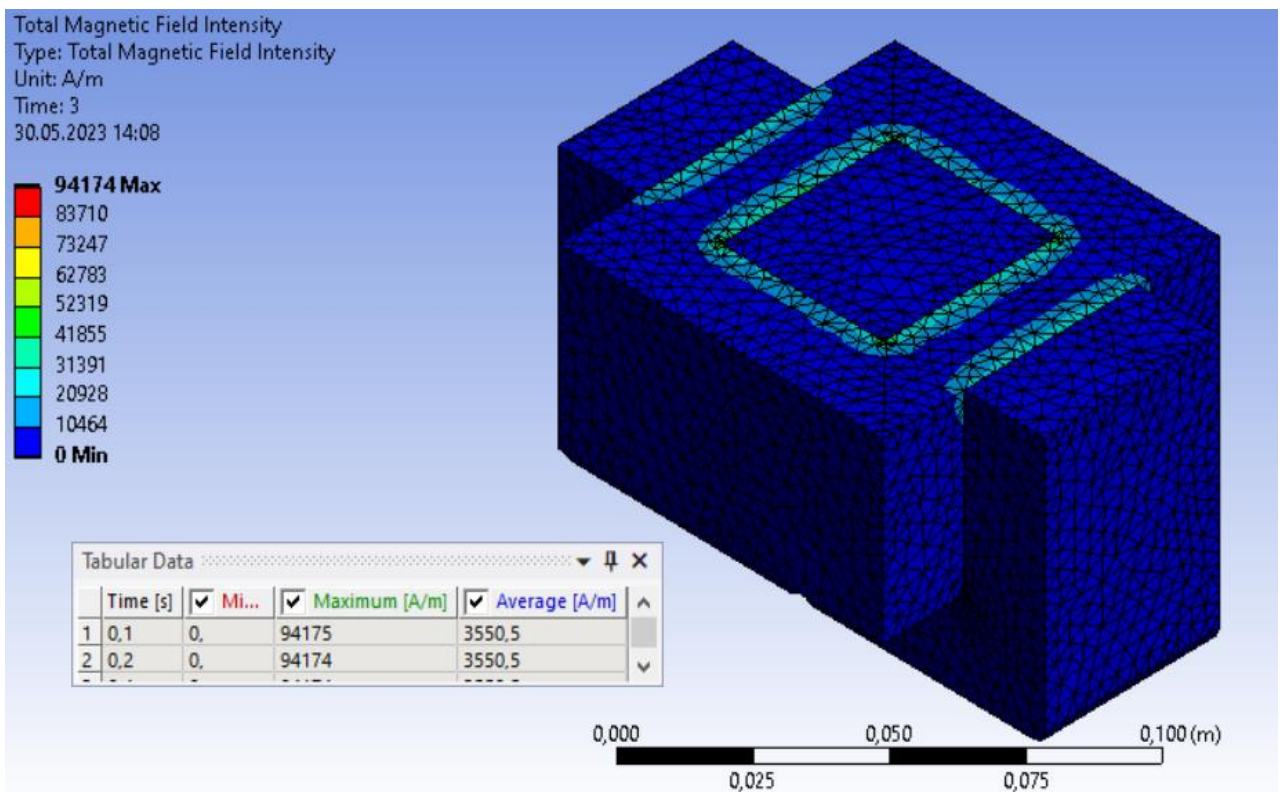 Total Magnetic Field Intensity
Type: Total Magnetic Field Intensity
Unit: A/m
Time: 3
30.05.2023 14:08
94174 Max
83710
73247
62783
52319
41855
31391
20928
10464
0 Min
Tabular Data
Time [s] Mi... Maximum [A/m] Average [A/m]
1 0,1 0, 94175 3550,5
2 0,2 0, 94174 3550,5
0,000 0,050 0,100 (m)
0,025 0,075